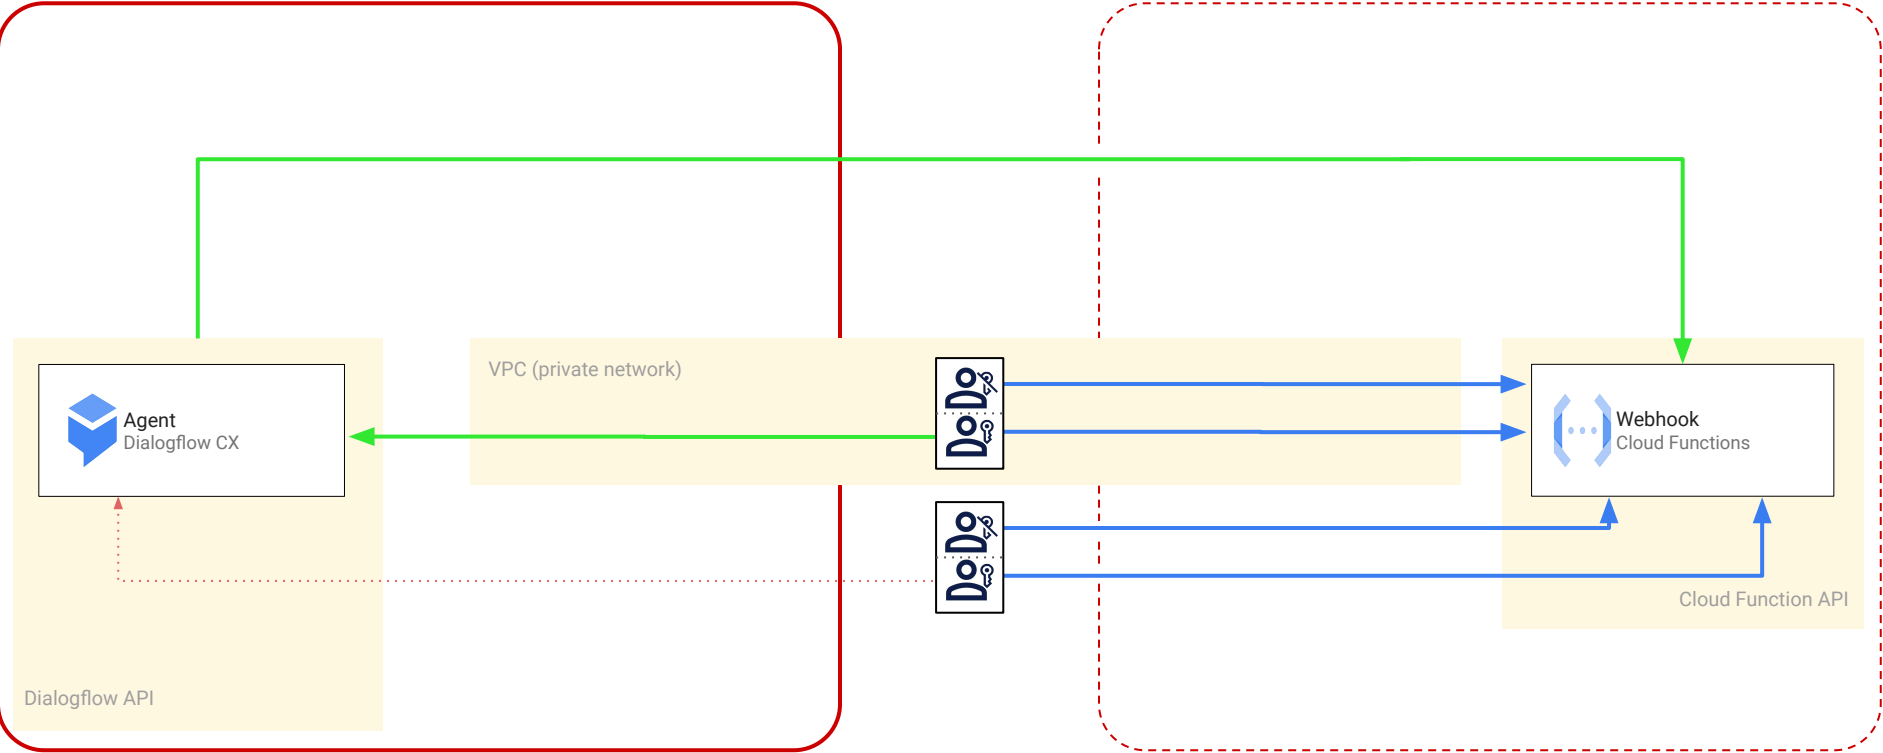 VPC (private network)
Agent
Dialogflow CX
Webhook
Cloud Functions
Cloud Function API
Dialogflow API